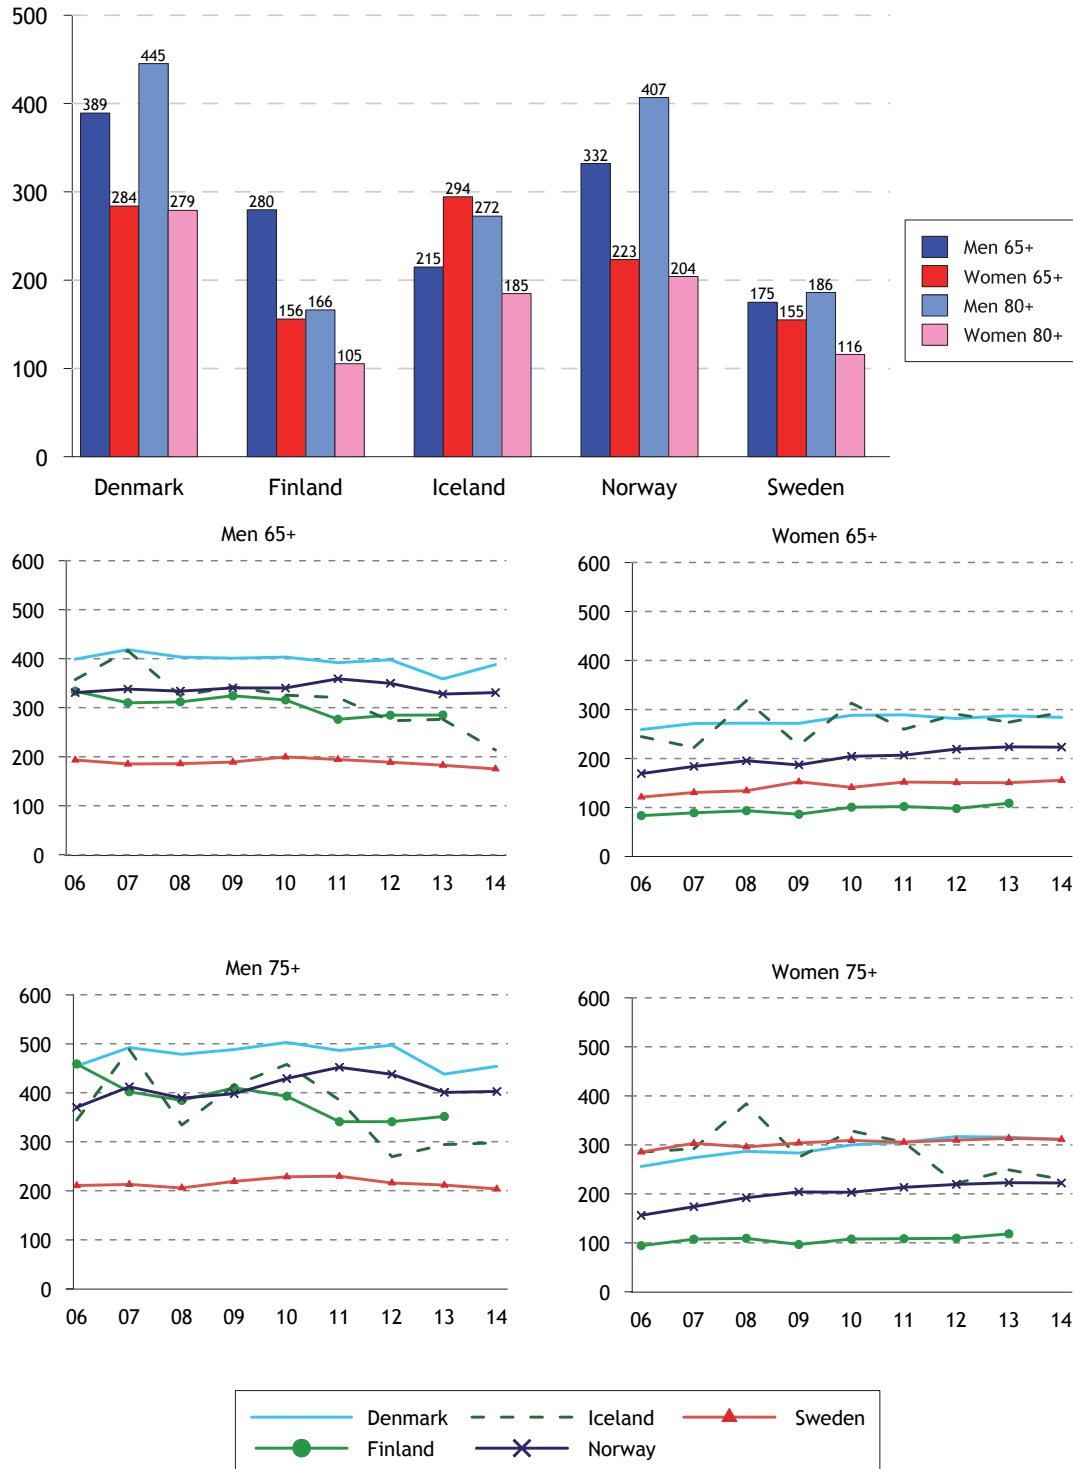 500
400
300
200
100
0
389
284
445
279
280
156
166
105
215
294
272
185
332
223
407
204
175
155
186
116
Denmark
Finland
Iceland
Norway
Sweden
Men 65+
Women 65+
Men 80+
Women 80+
Men 65+
600
500
400
300
200
100
0
06 07 08 09 10 11 12 13 14
Women 65+
600
500
400
300
200
100
0
06 07 08 09 10 11 12 13 14
Men 75+
600
500
400
300
200
100
0
06 07 08 09 10 11 12 13 14
Women 75+
600
500
400
300
200
100
0
06 07 08 09 10 11 12 13 14
Denmark Iceland Sweden
Finland Norway